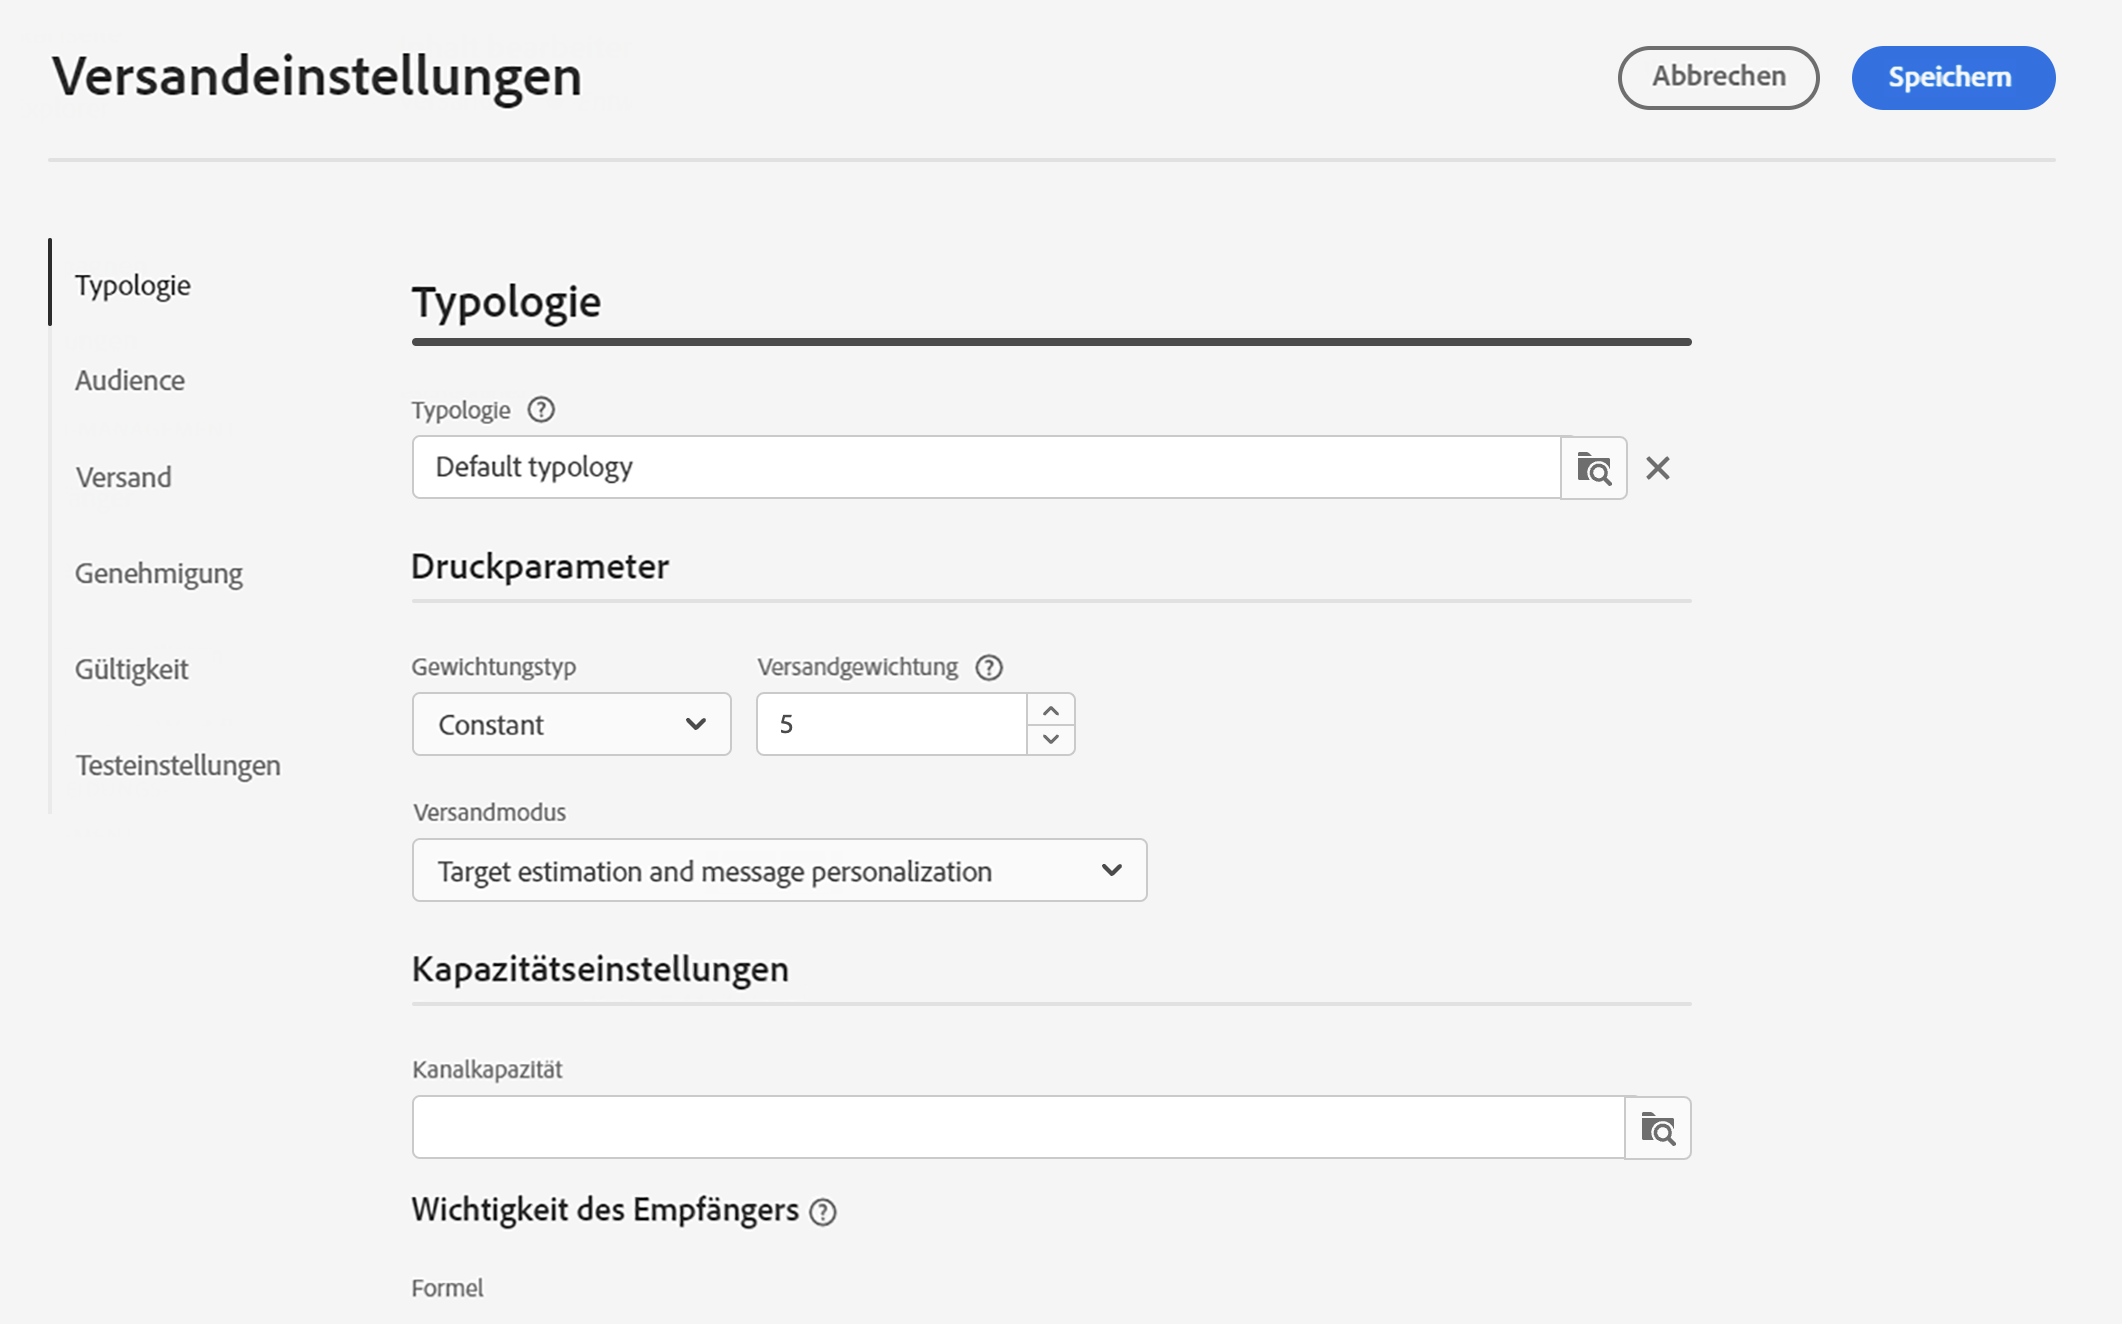 Versandeinstellungen
Abbrechen
Speichern
Typologie
Audience
Versand
Genehmigung
Gültigkeit
Testeinstellungen
Typologie
Typologie
Default typology
Druckparameter
Gewichtungstyp
Versandgewichtung
Constant
5
Versandmodus
Target estimation and message personalization
Kapazitätseinstellungen
Kanalkapazität
Wichtigkeit des Empfängers
Formel